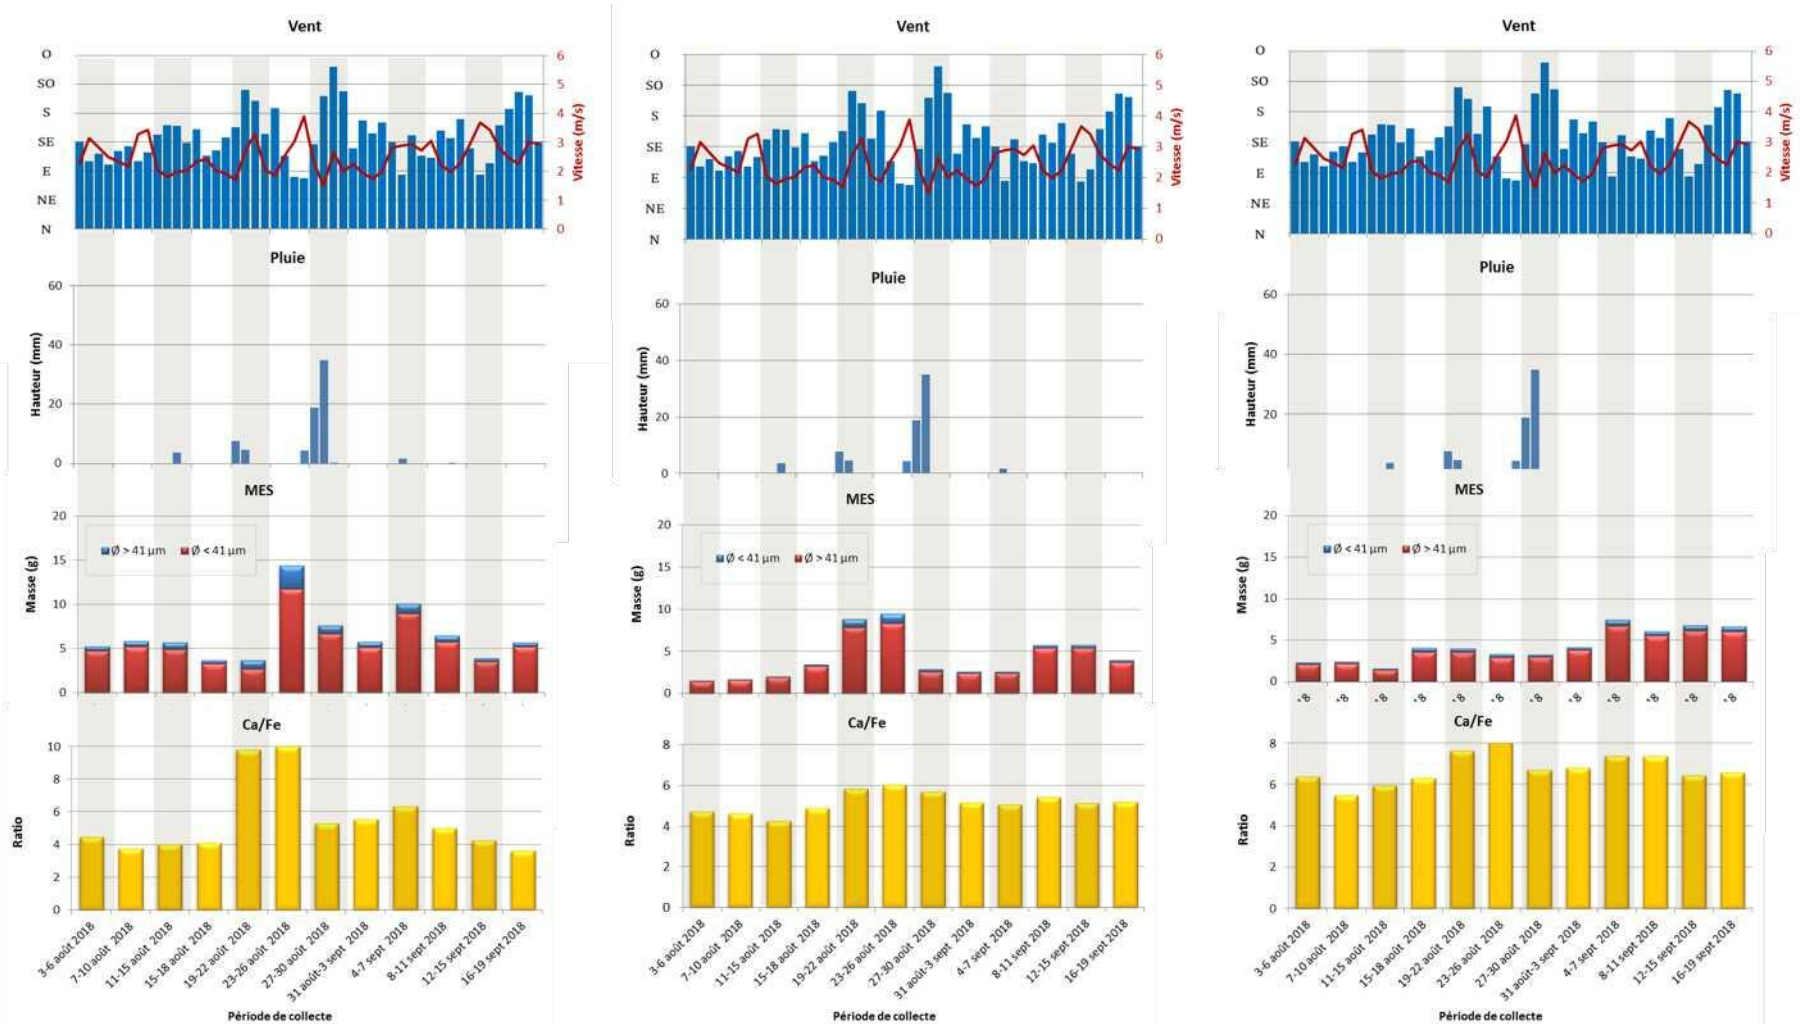 Vent
O
SO
S
SE
E
NE
N
6
5
4
3
2
1
0
Vitesse (m/s)
Pluie
60
40
20
0
Hauteur (mm)
MES
20
15
10
5
0
Masse (g)
Ø > 41 µm Ø < 41 µm
Ca/Fe
10
8
6
4
2
0
Ratio
3-6 août 2018
7-10 août 2018
11-15 août 2018
15-18 août 2018
19-22 août 2018
23-26 août 2018
27-30 août 2018
31 août-3 sept 2018
4-7 sept 2018
8-11 sept 2018
12-15 sept 2018
16-19 sept 2018
Période de collecte
Vent
O
SO
S
SE
E
NE
N
6
5
4
3
2
1
0
Vitesse (m/s)
Pluie
60
40
20
0
Hauteur (mm)
MES
20
15
10
5
0
Masse (g)
Ø < 41 µm Ø > 41 µm
Ca/Fe
8
6
4
2
0
Ratio
3-6 août 2018
7-10 août 2018
11-15 août 2018
15-18 août 2018
19-22 août 2018
23-26 août 2018
27-30 août 2018
31 août-3 sept 2018
4-7 sept 2018
8-11 sept 2018
12-15 sept 2018
16-19 sept 2018
Vent
O
SO
S
SE
E
NE
N
6
5
4
3
2
1
0
Vitesse (m/s)
Pluie
60
40
20
Hauteur (mm)
MES
20
15
10
5
0
Masse (g)
Ø < 41 µm Ø > 41 µm
Ca/Fe
8
6
4
2
0
Ratio
3-6 août 2018
7-10 août 2018
11-15 août 2018
15-18 août 2018
19-22 août 2018
23-26 août 2018
27-30 août 2018
31 août-3 sept 2018
4-7 sept 2018
8-11 sept 2018
12-15 sept 2018
16-19 sept 2018
Période de collecte